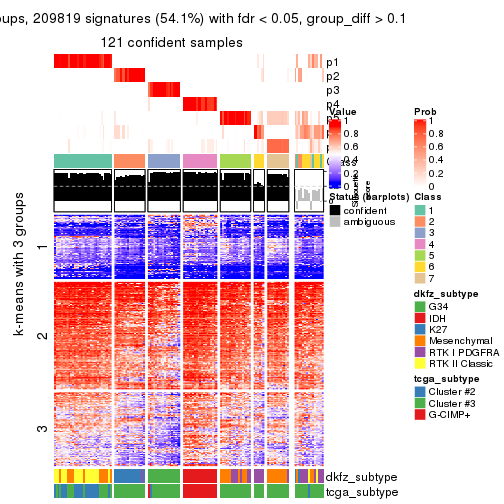 oups, 209819 signatures (54.1%) with fdr < 0.05, group_diff > 0.1
121 confident samples
p1
p2
p3
p4
Value
1
0.8
0.6
0.4
0.2
0
Prob
1
0.8
0.6
0.4
0.2
0
Status (barplots)
confident
ambiguous
Class
1
2
3
4
5
6
7
dkfz_subtype
G34
IDH
K27
Mesenchymal
RTK I PDGFRA
RTK II Classic
tcga_subtype
Cluster #2
Cluster #3
G-CIMP+
k-means with 3 groups
1
2
3
dkfz_subtype
tcga_subtype